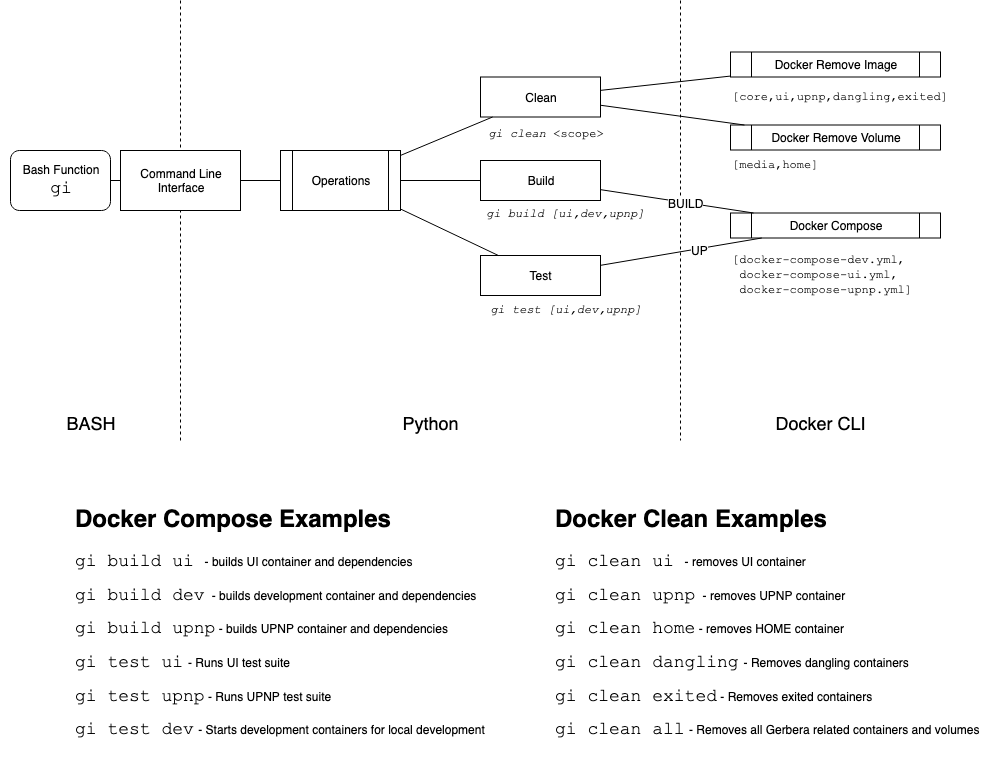 Bash Function
gi
Command Line
Interface
Operations
Clean
gi clean <scope>
Build
gi build [ui,dev,upnp]
Test
gi test [ui,dev,upnp]
BUILD
UP
Docker Remove Image
[core,ui,upnp,dangling,exited]
Docker Remove Volume
[media,home]
Docker Compose
[docker-compose-dev.yml,
docker-compose-ui.yml,
docker-compose-upnp.yml]
BASH
Python
Docker CLI
Docker Compose Examples
gi build ui - builds UI container and dependencies
gi build dev - builds development container and dependencies
gi build upnp - builds UPNP container and dependencies
gi test ui - Runs UI test suite
gi test upnp - Runs UPNP test suite
gi test dev - Starts development containers for local development
Docker Clean Examples
gi clean ui - removes UI container
gi clean upnp - removes UPNP container
gi clean home - removes HOME container
gi clean dangling - Removes dangling containers
gi clean exited - Removes exited containers
gi clean all - Removes all Gerbera related containers and volumes